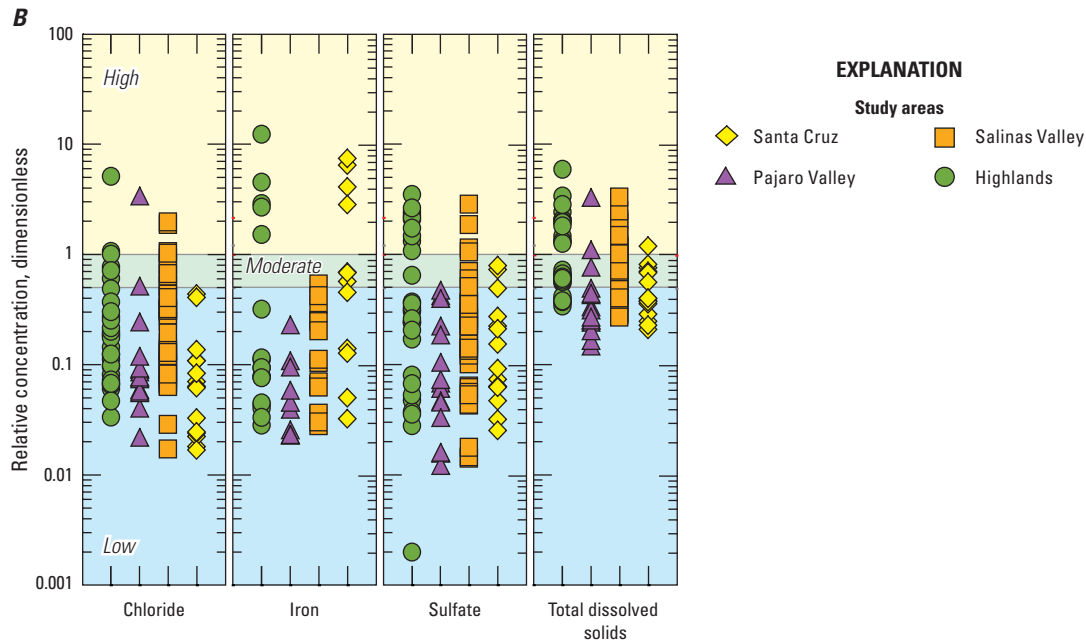 B
Relative concentration, dimensionless
100
10
1
0.1
0.01
0.001
High
Moderate
Low
Chloride
Iron
Sulfate
Total dissolved
solids
EXPLANATION
Study areas
Santa Cruz
Salinas Valley
Pajaro Valley
Highlands